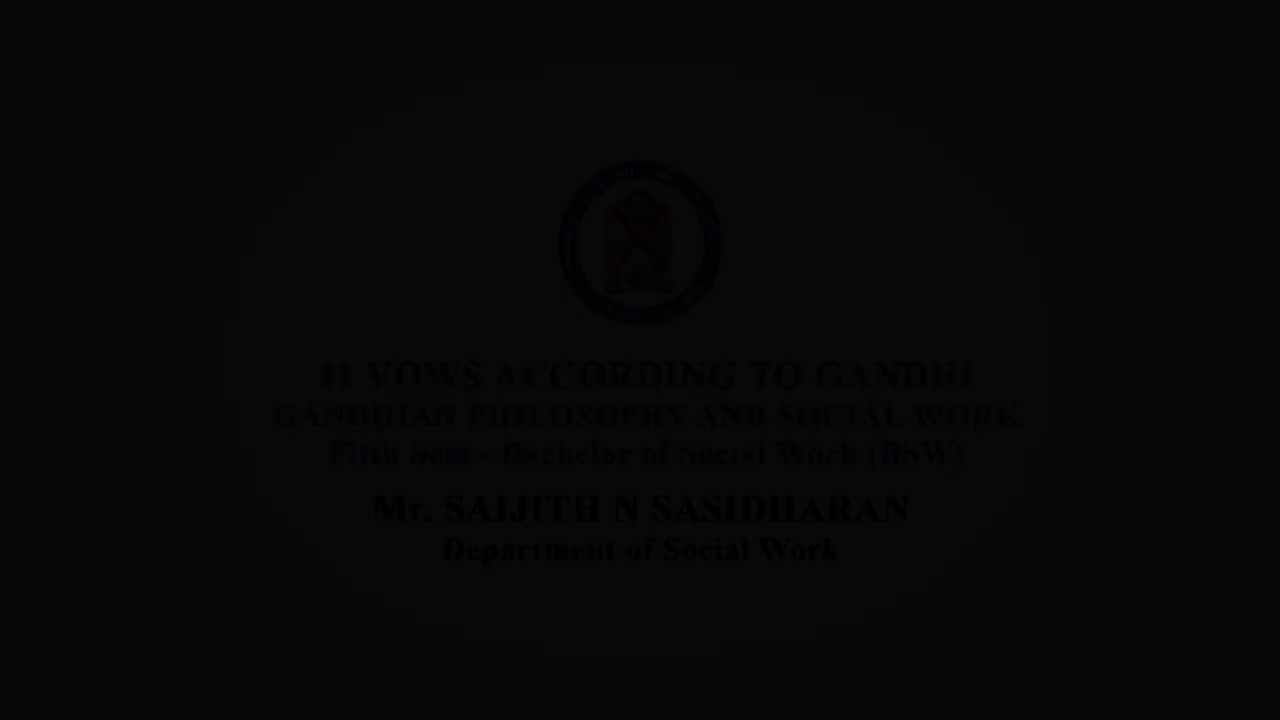 11 VOWS ACCORDING TO GANDHI
GANDHIAN PHILOSOPHY AND SOCIAL WORK
Fifth Sem - Bachelor of Social Work (BSW)
Mr. SAIJITH N SASIDHARAN
Department of Social Work